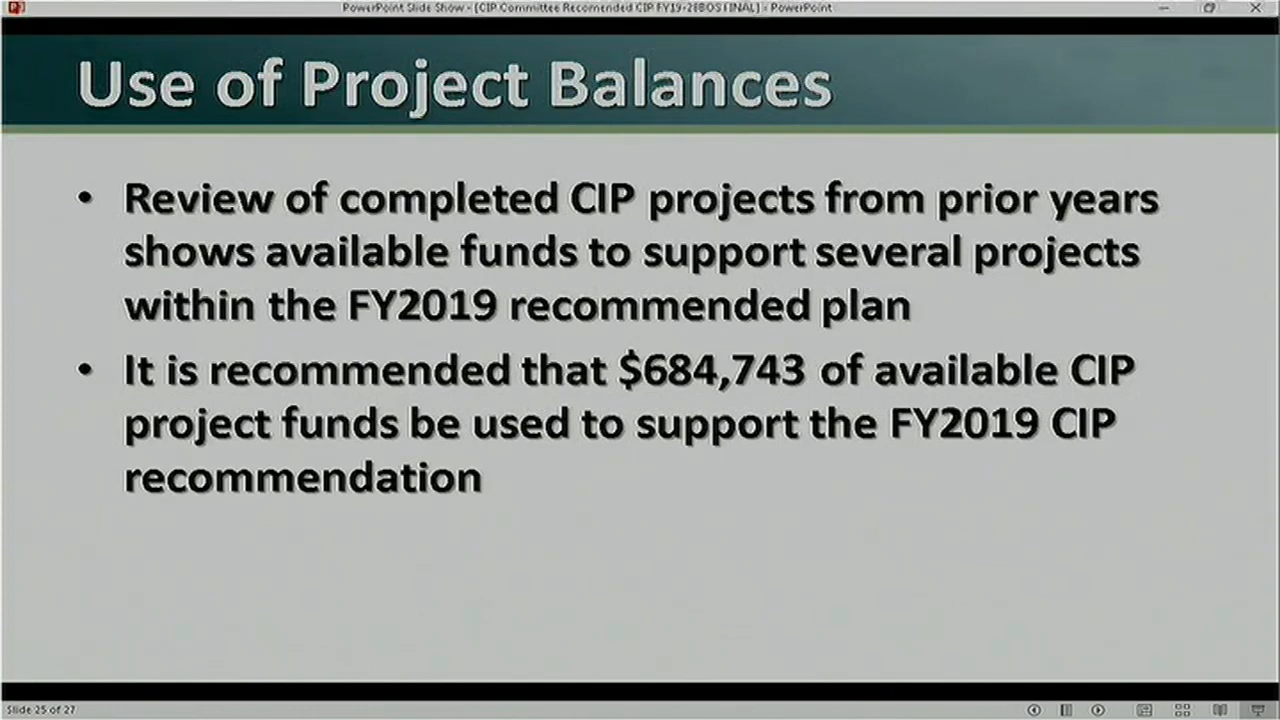 PowerPoint Slide Show - [CIP Committee Recomended CIP FY19-28BOS FINAL] - PowerPoint
Use of Project Balances
• Review of completed CIP projects from prior years
shows available funds to support several projects
within the FY2019 recommended plan
• It is recommended that $684,743 of available CIP
project funds be used to support the FY2019 CIP
recommendation
Slide 25 of 27